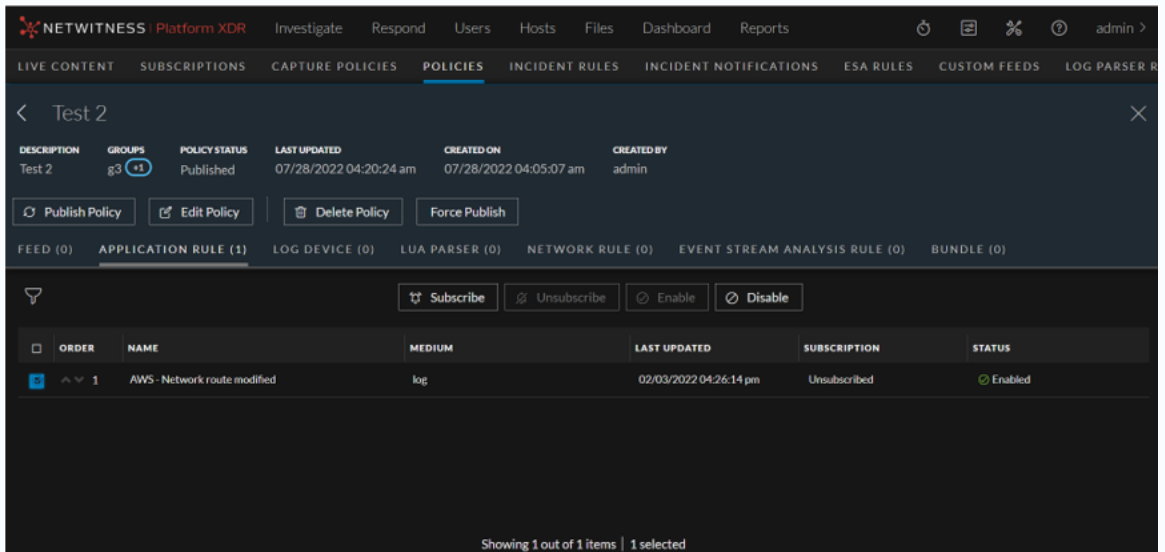 NETWITNESS Platform XDR Investigate Respond Users Hosts Files Dashboard Reports admin >
LIVE CONTENT SUBSCRIPTIONS CAPTURE POLICIES POLICIES INCIDENT RULES INCIDENT NOTIFICATIONS ESA RULES CUSTOM FEEDS LOG PARSER R
Test 2
DESCRIPTION GROUPS POLICY STATUS LAST UPDATED CREATED ON CREATED BY
Test 2 g3 +1 Published 07/28/2022 04:20:24 am 07/28/2022 04:05:07 am admin
Publish Policy Edit Policy Delete Policy Force Publish
FEED (0) APPLICATION RULE (1) LOG DEVICE (0) LUA PARSER (0) NETWORK RULE (0) EVENT STREAM ANALYSIS RULE (0) BUNDLE (0)
Subscribe Unsubscribe Enable Disable
ORDER NAME MEDIUM LAST UPDATED SUBSCRIPTION STATUS
1 AWS - Network route modified log 02/03/2022 04:26:14 pm Unsubscribed Enabled
Showing 1 out of 1 items | 1 selected